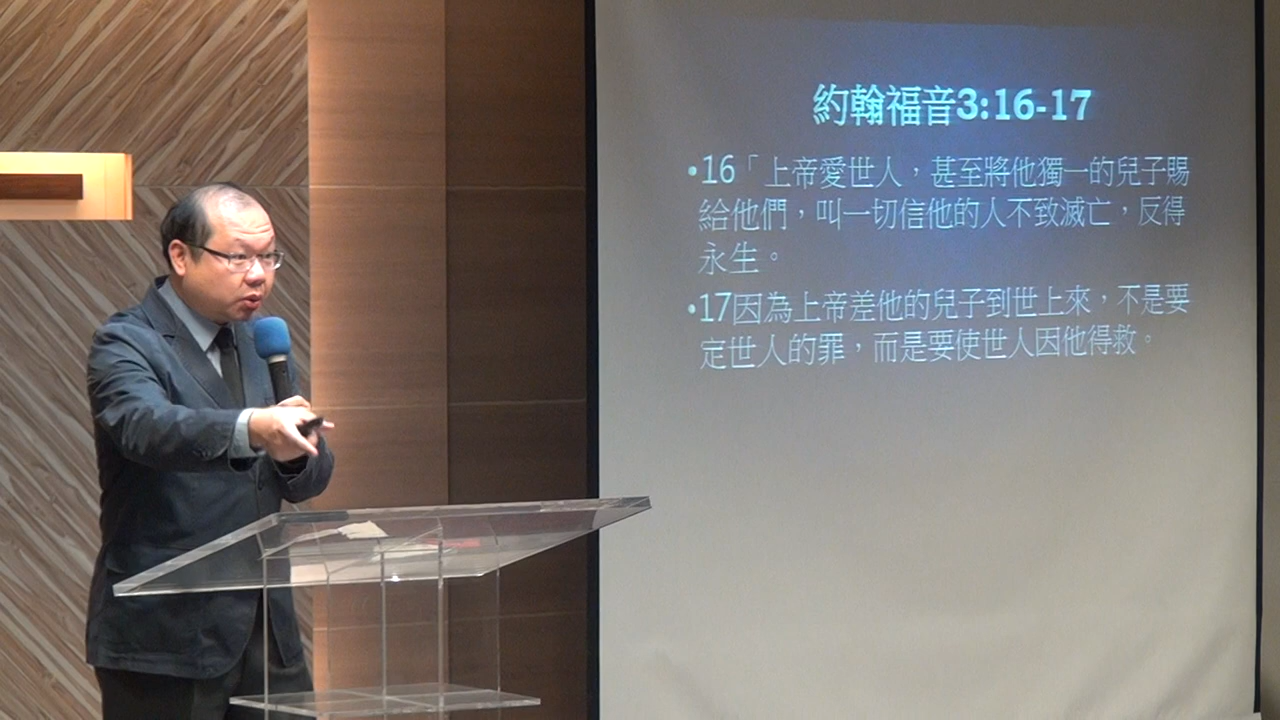 約翰福音3:16-17
•16「上帝愛世人，甚至將他獨一的兒子賜
給他們，叫一切信他的人不致滅亡，反得
永生。
•17因為上帝差他的兒子到世上來，不是要
定世人的罪，而是要使世人因他得救。